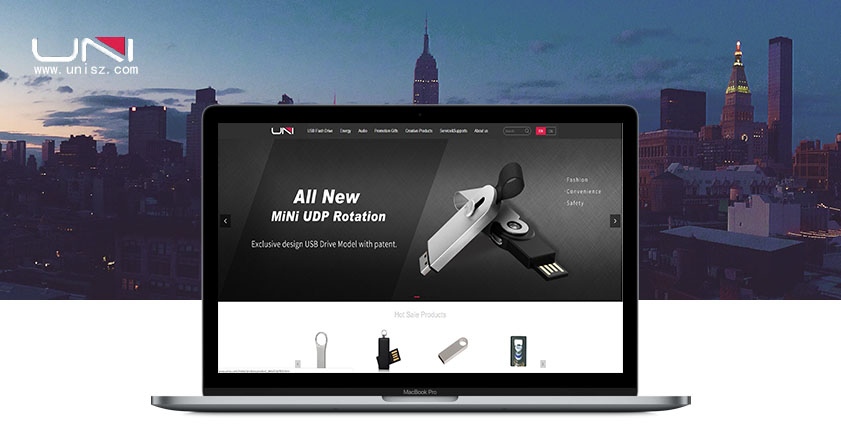 UNI
www.unisz.com
UNI
USB Flash Drive Energy Audio Promotion Gifts Creative Products Service&Supports About us Search EN CN
All New
MiNi UDP Rotation
Exclusive design USB Drive Model with patent.
·Fashion
·Convenience
·Safety
Hot Sale Products
MacBook Pro